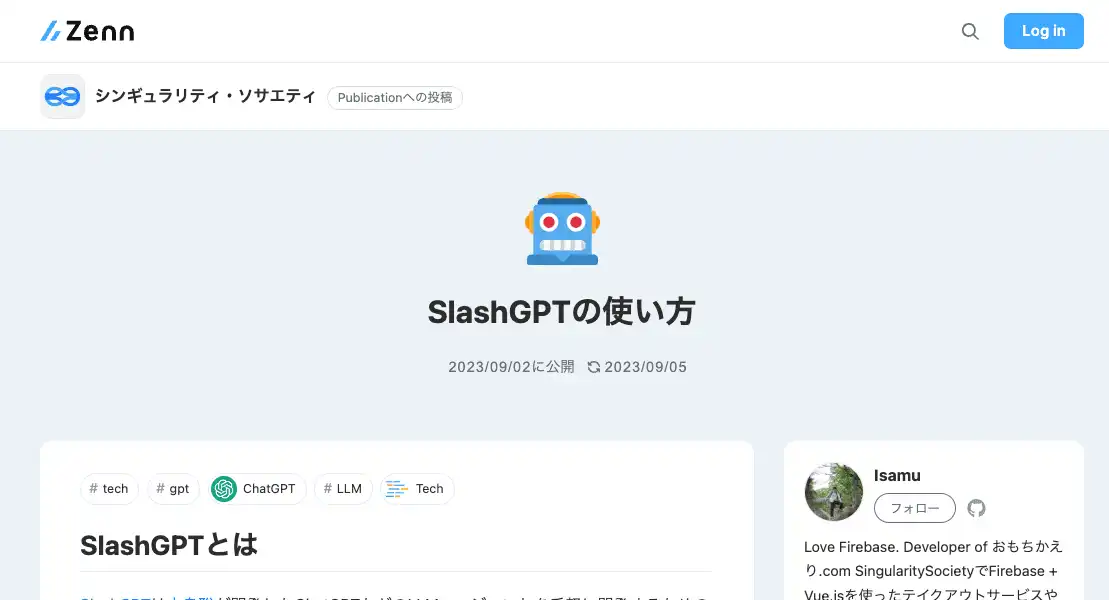 Zenn
Log in
シンギュラリティ・ソサエティ
Publicationへの投稿
SlashGPTの使い方
2023/09/02に公開 2023/09/05
# tech # gpt ChatGPT # LLM Tech
SlashGPTとは
Isamu
フォロー
Love Firebase. Developer of おもちかえ
り.com SingularitySocietyでFirebase +
Vue.jsを使ったテイクアウトサービスや